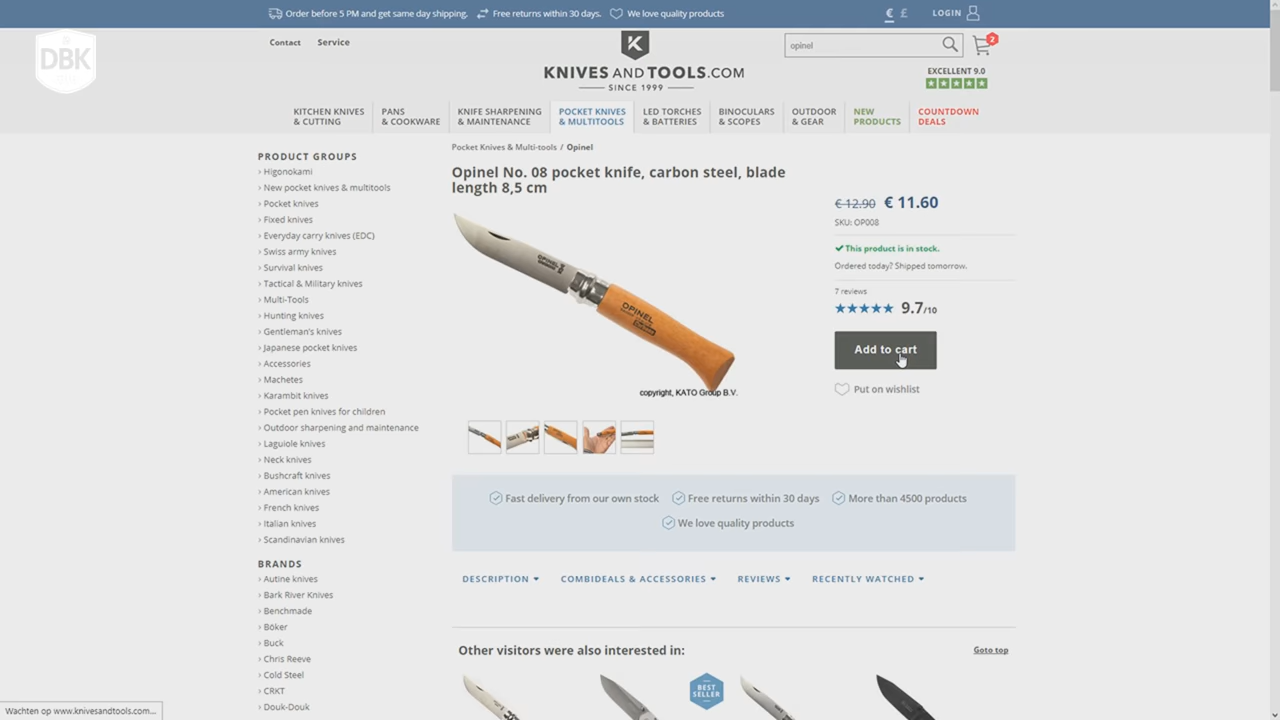 Order before 5 PM and get same day shipping. Free returns within 30 days. We love quality products
€ £ LOGIN
DBK
Contact Service
K
opinel
2
KNIVES AND TOOLS.COM
SINCE 1999
EXCELLENT 9.0
KITCHEN KNIVES & CUTTING
PANS & COOKWARE
KNIFE SHARPENING & MAINTENANCE
POCKET KNIVES & MULTITOOLS
LED TORCHES & BATTERIES
BINOCULARS & SCOPES
OUTDOOR & GEAR
NEW PRODUCTS
COUNTDOWN DEALS
PRODUCT GROUPS
› Higonokami
› New pocket knives & multitools
› Pocket knives
› Fixed knives
› Everyday carry knives (EDC)
› Swiss army knives
› Survival knives
› Tactical & Military knives
› Multi-Tools
› Hunting knives
› Gentleman's knives
› Japanese pocket knives
› Accessories
› Machetes
› Karambit knives
› Pocket pen knives for children
› Outdoor sharpening and maintenance
› Laguiole knives
› Neck knives
› Bushcraft knives
› American knives
› French knives
› Italian knives
› Scandinavian knives
BRANDS
› Autine knives
› Bark River Knives
› Benchmade
› Böker
› Buck
› Chris Reeve
› Cold Steel
› CRKT
› Douk-Douk
Pocket Knives & Multi-tools / Opinel
Opinel No. 08 pocket knife, carbon steel, blade
length 8,5 cm
OPINEL
OPINEL
copyright, KATO Group B.V.
€ 12.90 € 11.60
SKU: OP008
This product is in stock.
Ordered today? Shipped tomorrow.
7 reviews
9.7/10
Add to cart
Put on wishlist
Fast delivery from our own stock Free returns within 30 days More than 4500 products
We love quality products
DESCRIPTION COMBIDEALS & ACCESSORIES REVIEWS RECENTLY WATCHED
Other visitors were also interested in: Goto top
BEST
SELLER
Wachten op www.knivesandtools.com...